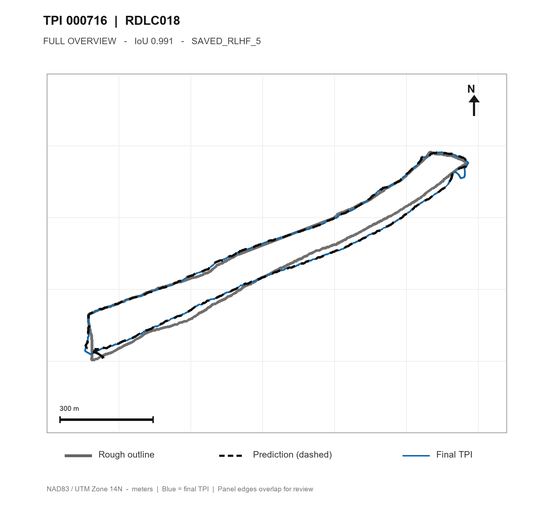 TPI 000716 | RDLC018
FULL OVERVIEW - IoU 0.991 - SAVED_RLHF_5
N
300 m
Rough outline
Prediction (dashed)
Final TPI
NAD83 / UTM Zone 14N - meters | Blue = final TPI | Panel edges overlap for review